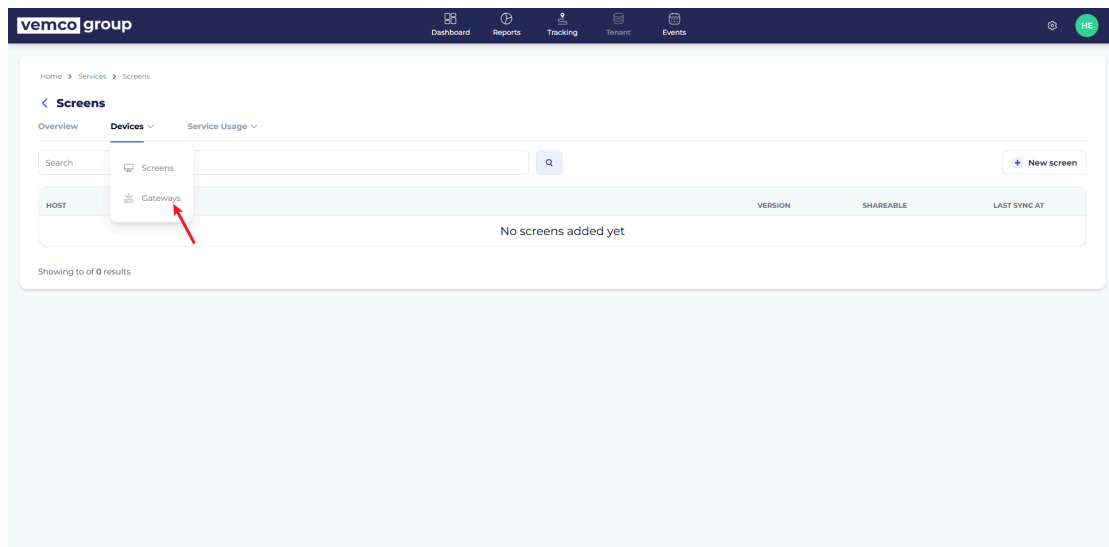 vemco group
Dashboard Reports Tracking Tenant Events
HE
Home > Services > Screens
Screens
Overview Devices Service Usage
Search
New screen
Screens
Gateways
HOST VERSION SHAREABLE LAST SYNC AT
No screens added yet
Showing to of 0 results